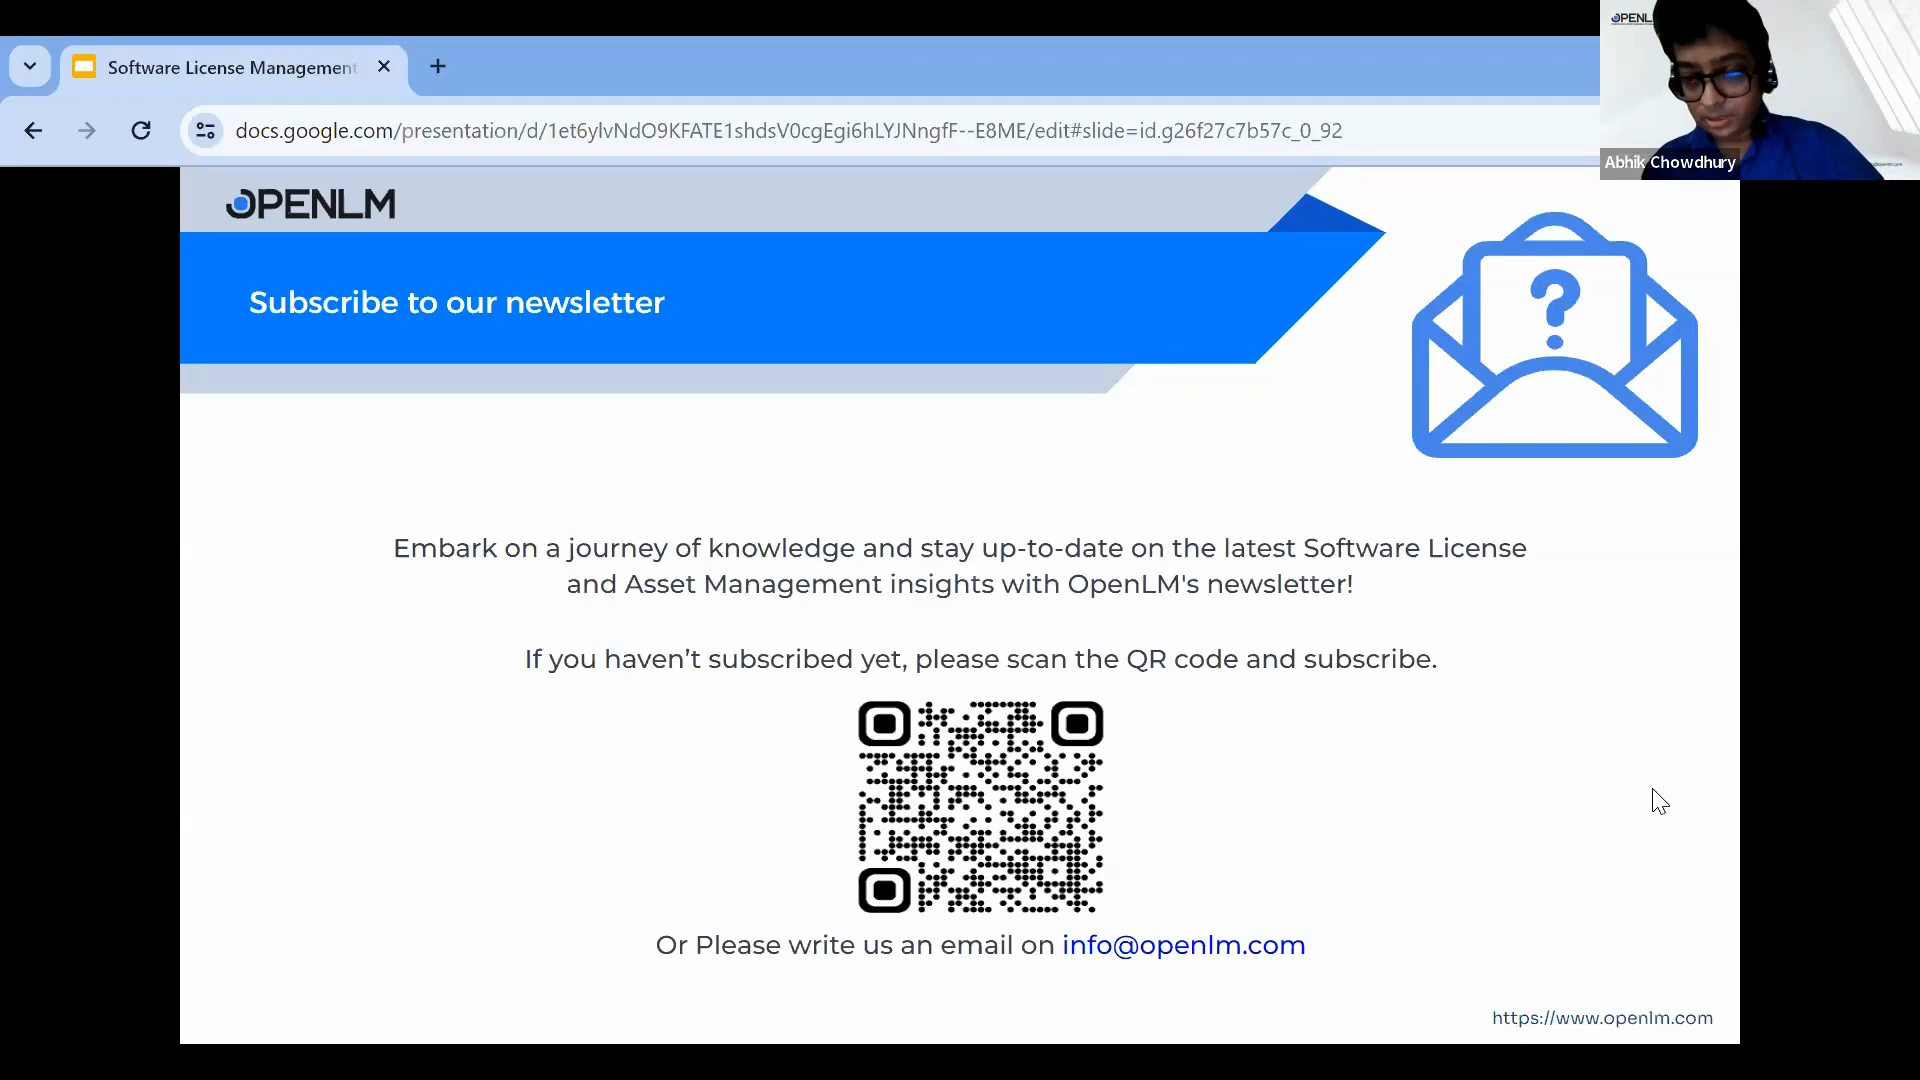 Software License Management
docs.google.com/presentation/d/1et6ylvNdO9KFATE1shdsV0cgEgi6hLYJNngfF--E8ME/edit#slide=id.g26f27c7b57c_0_92
OPENL
Abhik Chowdhury
OPENLM
Subscribe to our newsletter
?
Embark on a journey of knowledge and stay up-to-date on the latest Software License
and Asset Management insights with OpenLM's newsletter!
If you haven’t subscribed yet, please scan the QR code and subscribe.
Or Please write us an email on info@openlm.com
https://www.openlm.com